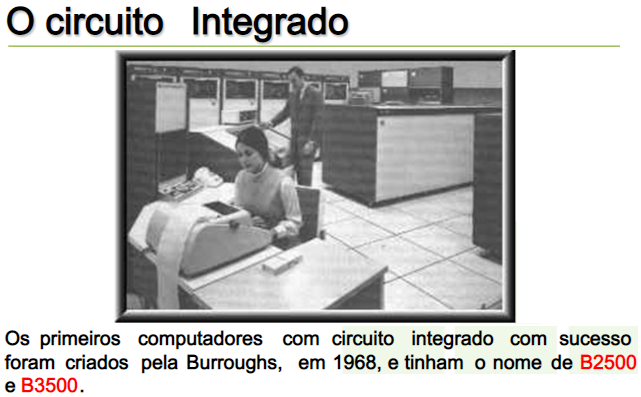 O circuito Integrado
Os primeiros computadores com circuito integrado com sucesso
foram criados pela Burroughs, em 1968, e tinham o nome de B2500
e B3500.